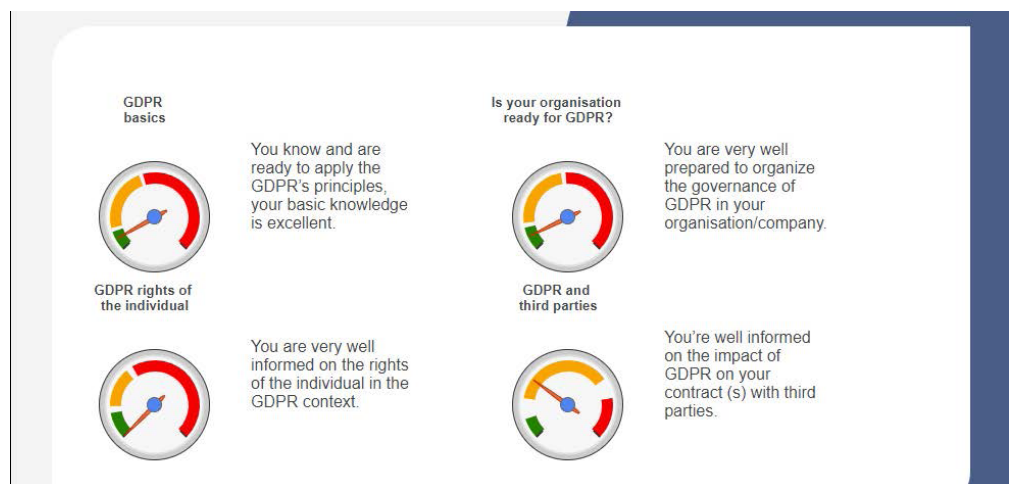 GDPR
basics
You know and are
ready to apply the
GDPR's principles,
your basic knowledge
is excellent.
Is your organisation
ready for GDPR?
You are very well
prepared to organize
the governance of
GDPR in your
organisation/company.
GDPR rights of
the individual
You are very well
informed on the rights
of the individual in the
GDPR context.
GDPR and
third parties
You're well informed
on the impact of
GDPR on your
contract (s) with third
parties.